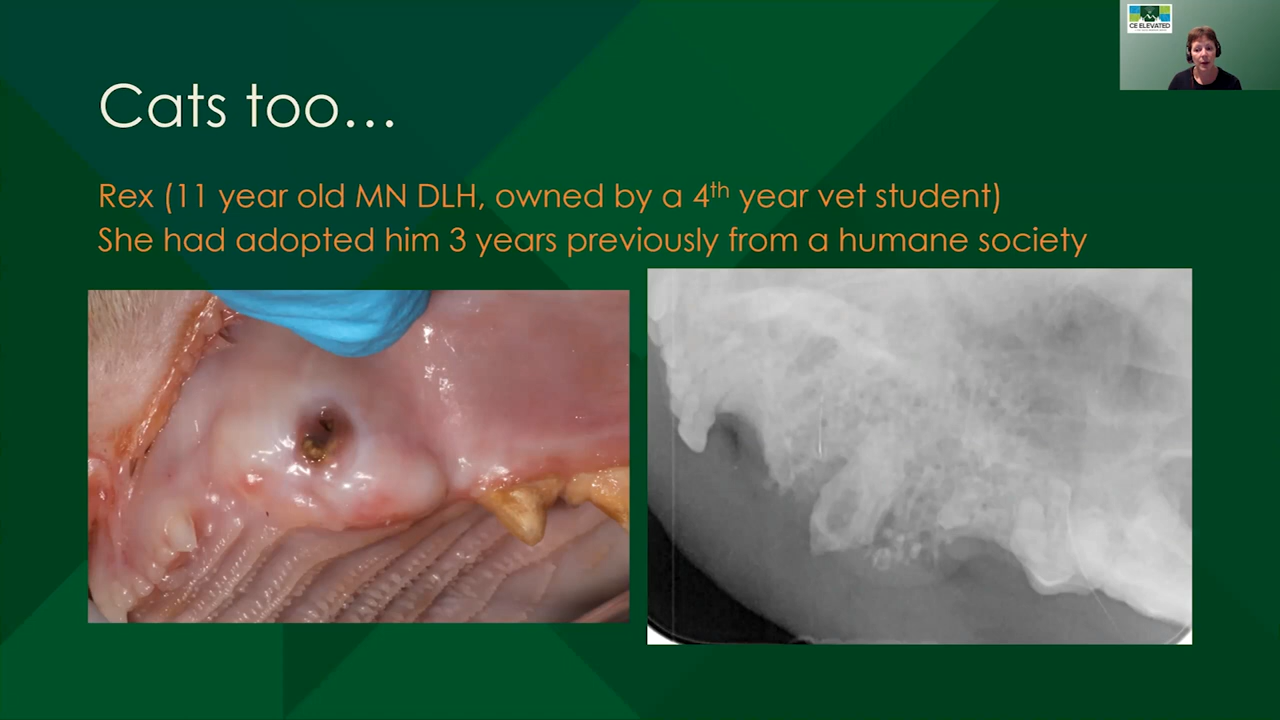 CE ELEVATED
Cats too…
Rex (11 year old MN DLH, owned by a 4th year vet student)
She had adopted him 3 years previously from a humane society